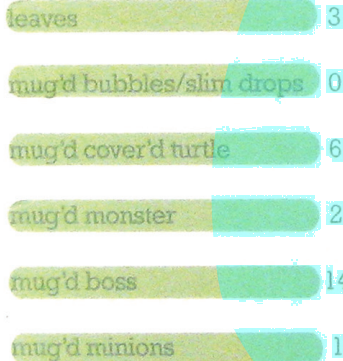 leaves 3
mug'd bubbles/slim drops 0
mug'd cover'd turtle 6
mug'd monster 2
mug'd boss 14
mug'd minions 1